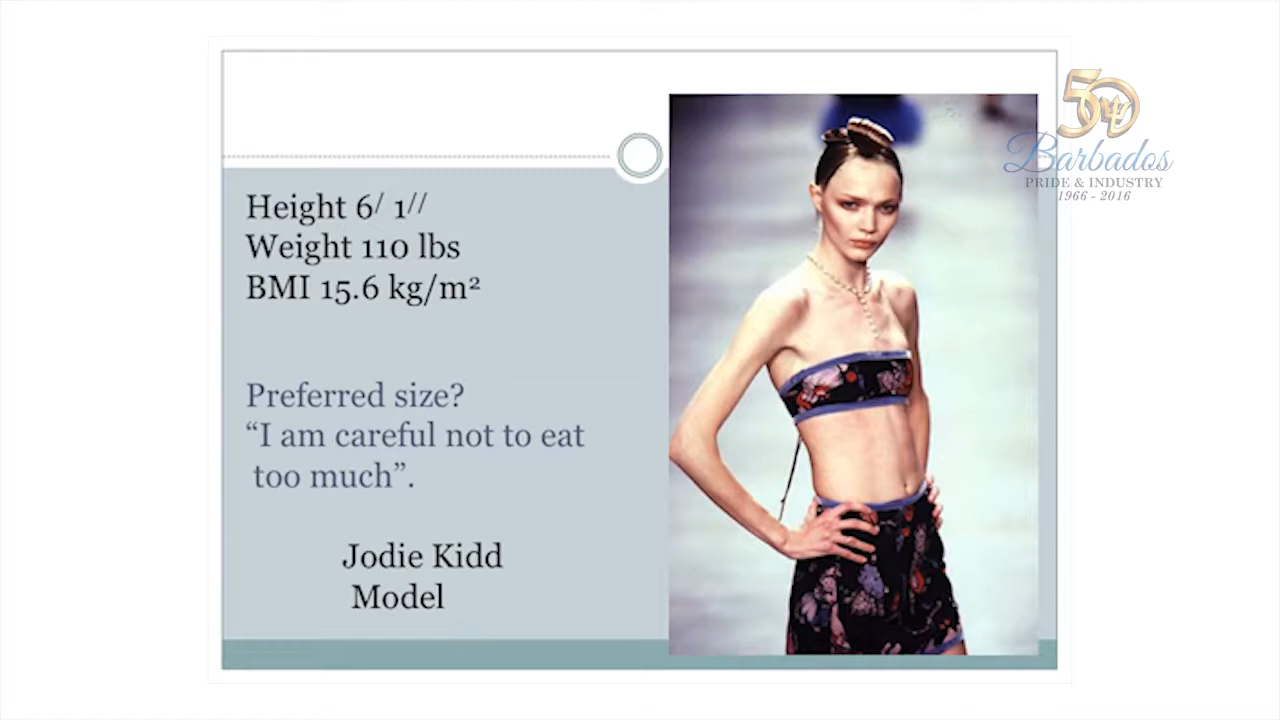 Height 6/ 1//
Weight 110 lbs
BMI 15.6 kg/m²
Preferred size?
“I am careful not to eat
too much”.
Jodie Kidd
Model
50
Barbados
PRIDE & INDUSTRY
1966 - 2016